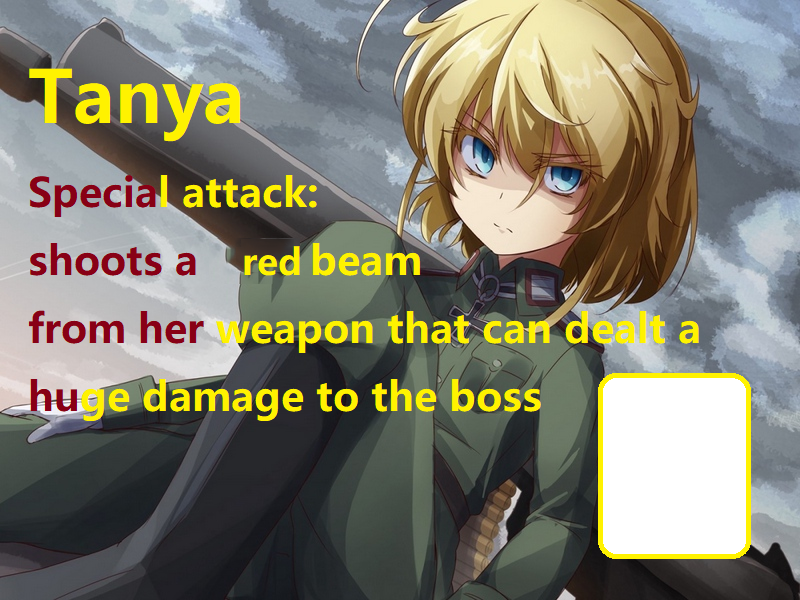 Tanya
Special attack:
shoots a red beam
from her weapon that can dealt a
huge damage to the boss